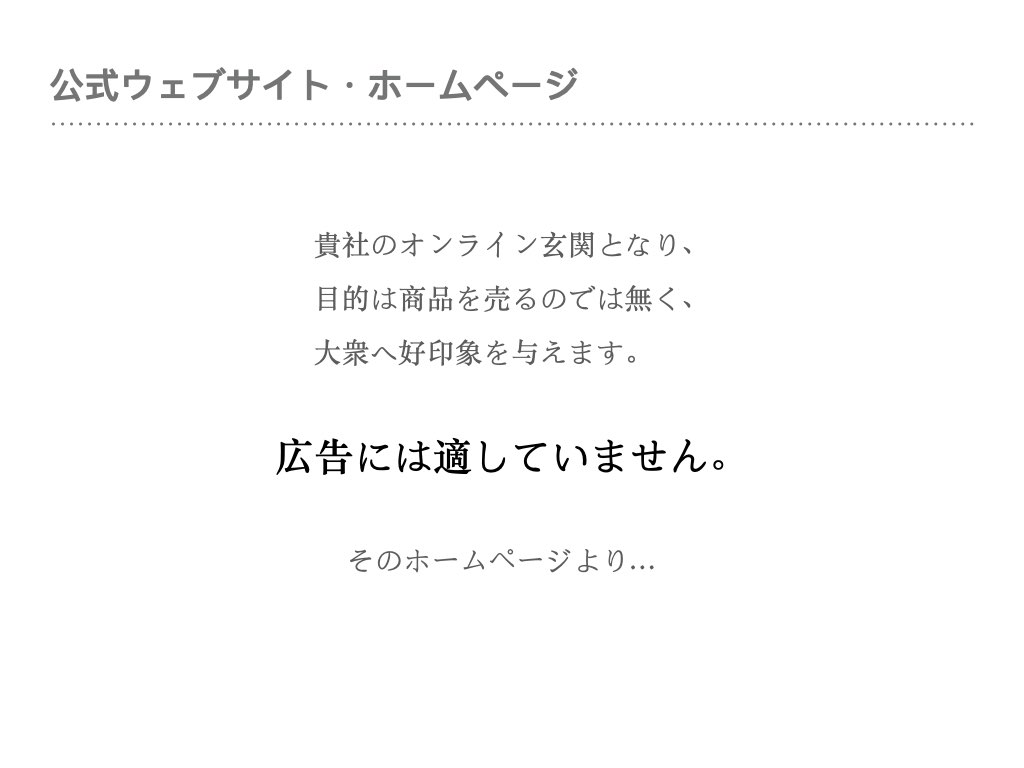 公式ウェブサイト・ホームページ
貴社のオンライン玄関となり、
目的は商品を売るのでは無く、
大衆へ好印象を与えます。
広告には適していません。
そのホームページより...